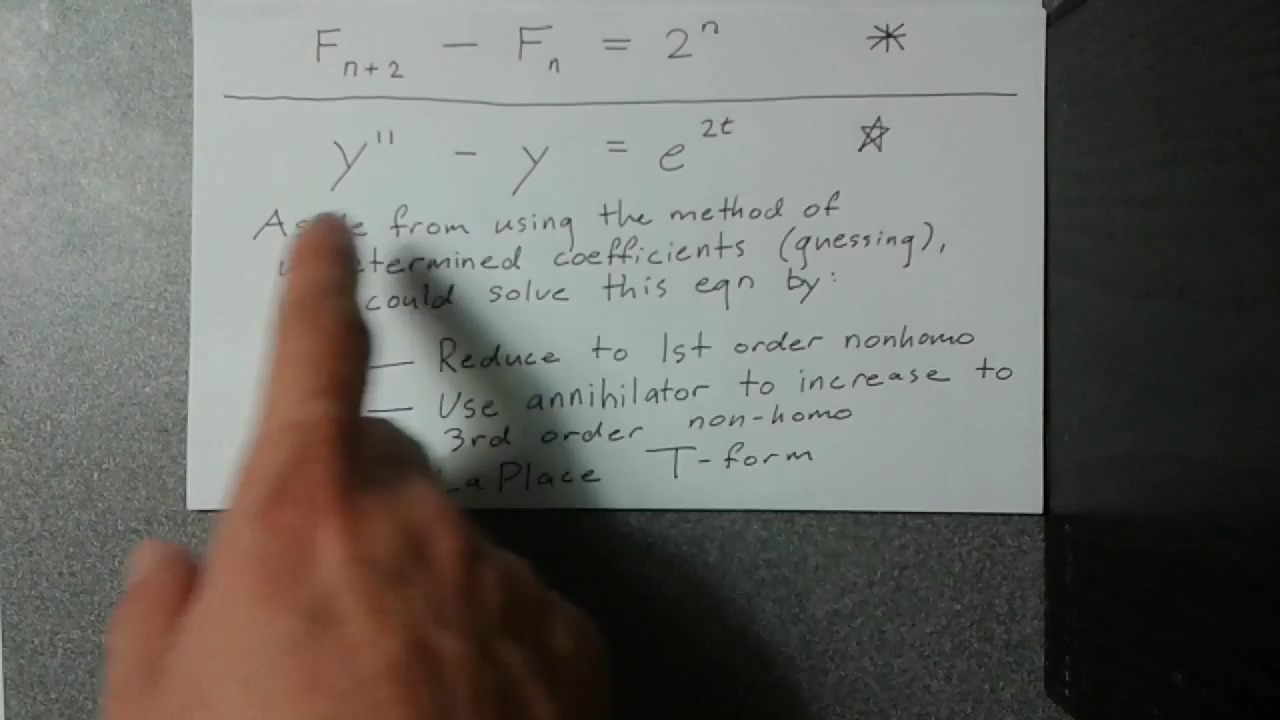 F_{n+2} - F_n = 2^n *
y'' - y = e^{2t} ☆
from using the method of
coefficients (guessing),
could solve this eqn by:
— Reduce to 1st order nonhomo
— Use annihilator to increase to
3rd order non-homo
LaPlace T-form